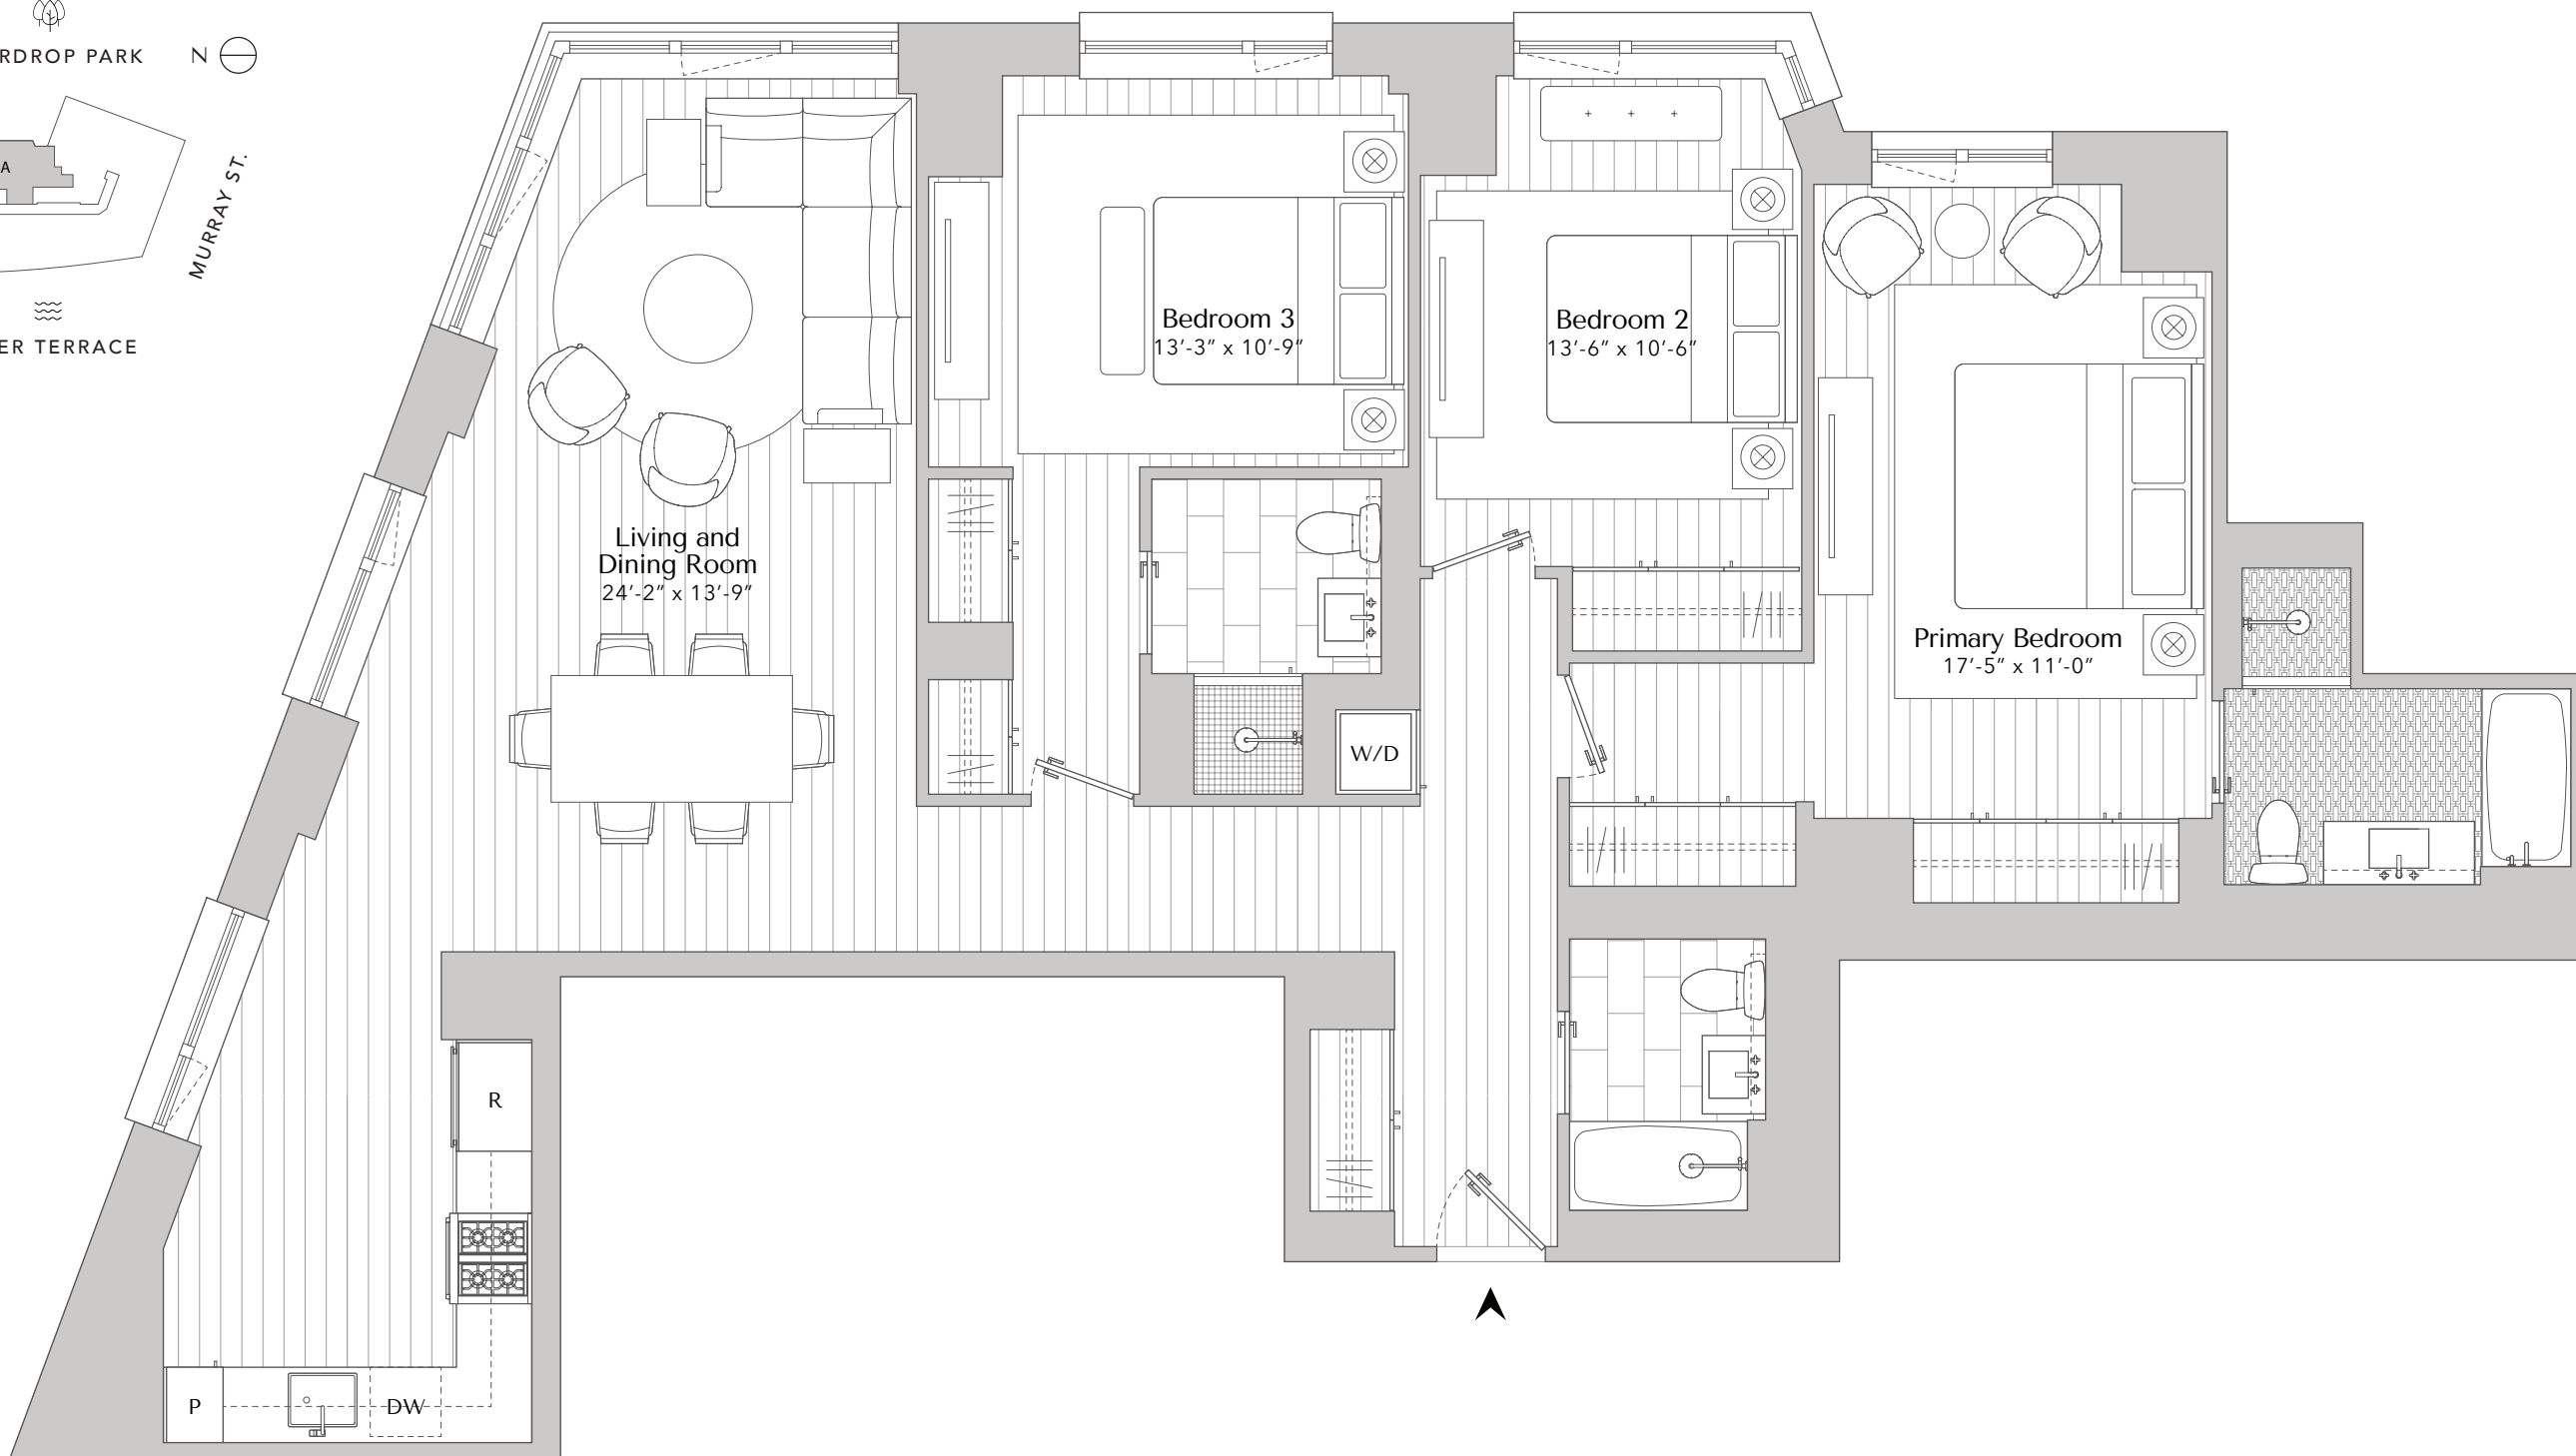 RDROP PARK
N
A
MURRAY ST.
ER TERRACE
Bedroom 3
13’-3” x 10’-9”
Bedroom 2
13’-6” x 10’-6”
Living and
Dining Room
24’-2” x 13’-9”
Primary Bedroom
17’-5” x 11’-0”
W/D
R
P
DW